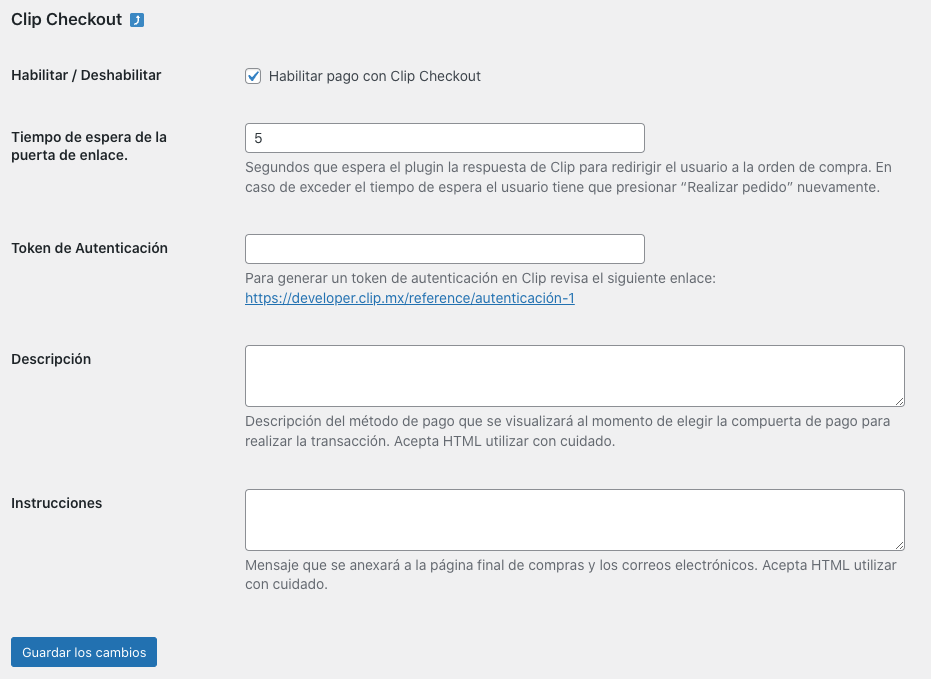 Clip Checkout
Habilitar / Deshabilitar
Habilitar pago con Clip Checkout
Tiempo de espera de la
puerta de enlace.
5
Segundos que espera el plugin la respuesta de Clip para redirigir el usuario a la orden de compra. En
caso de exceder el tiempo de espera el usuario tiene que presionar “Realizar pedido” nuevamente.
Token de Autenticación
Para generar un token de autenticación en Clip revisa el siguiente enlace:
https://developer.clip.mx/reference/autenticación-1
Descripción
Descripción del método de pago que se visualizará al momento de elegir la compuerta de pago para
realizar la transacción. Acepta HTML utilizar con cuidado.
Instrucciones
Mensaje que se anexará a la página final de compras y los correos electrónicos. Acepta HTML utilizar
con cuidado.
Guardar los cambios